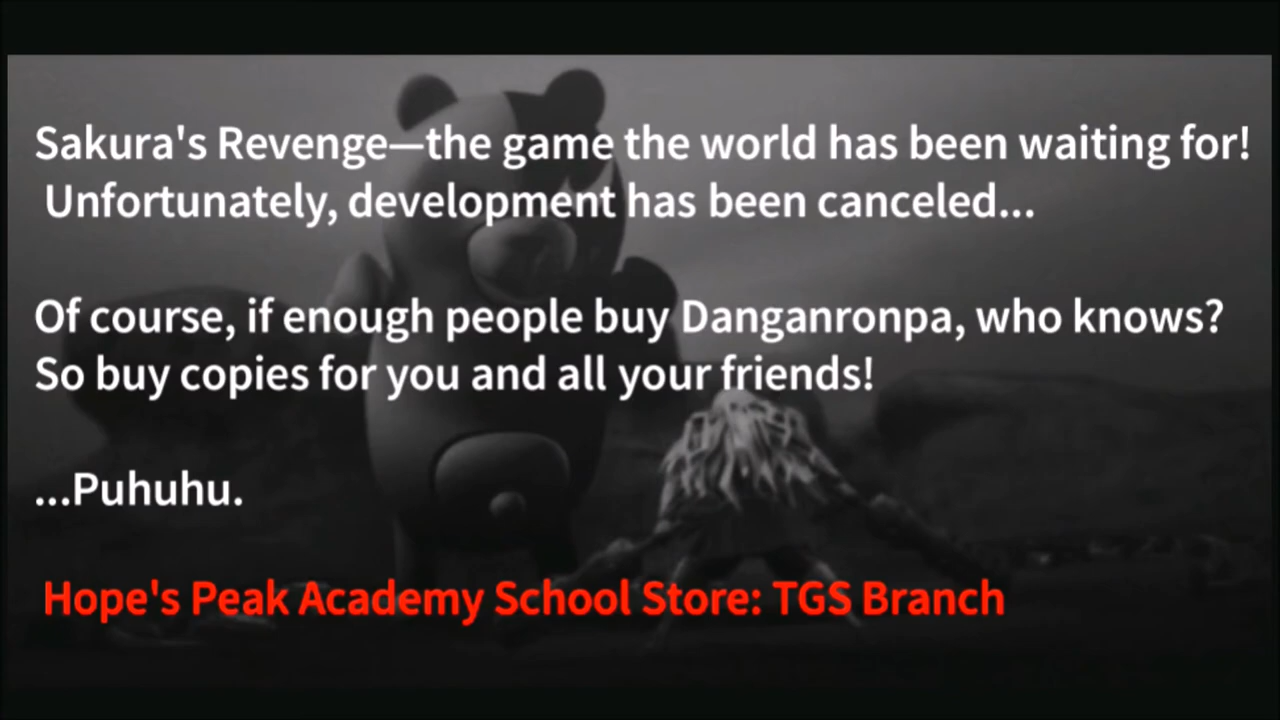 Sakura's Revenge—the game the world has been waiting for!
Unfortunately, development has been canceled...
Of course, if enough people buy Danganronpa, who knows?
So buy copies for you and all your friends!
...Puhuhu.
Hope's Peak Academy School Store: TGS Branch